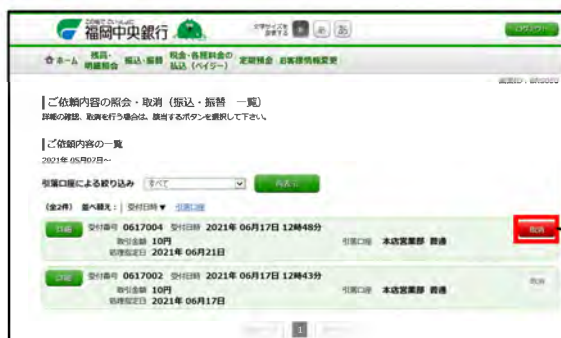 福岡中央銀行
文字サイズを
変更する あ あ あ
ログアウト
ホーム 残高・明細照会 振込・振替 税金・各種料金の払込(ペイジー) 定期預金 お客様情報変更
ご依頼内容の照会・取消(振込・振替 一覧)
詳細の確認、取消を行う場合は、該当するボタンを選択して下さい。
ご依頼内容の一覧
2021年 05月07日~
引落口座による絞り込み すべて 再表示
(全2件) 並べ替え: 受付日時▼ 引落口座
詳細 受付番号 0617004 受付日時 2021年 06月17日 12時48分 取消
取引金額 10円 引落口座 本店営業部 普通
処理指定日 2021年 06月21日
詳細 受付番号 0617002 受付日時 2021年 06月17日 12時43分 取消
取引金額 10円 引落口座 本店営業部 普通
処理指定日 2021年 06月17日
1